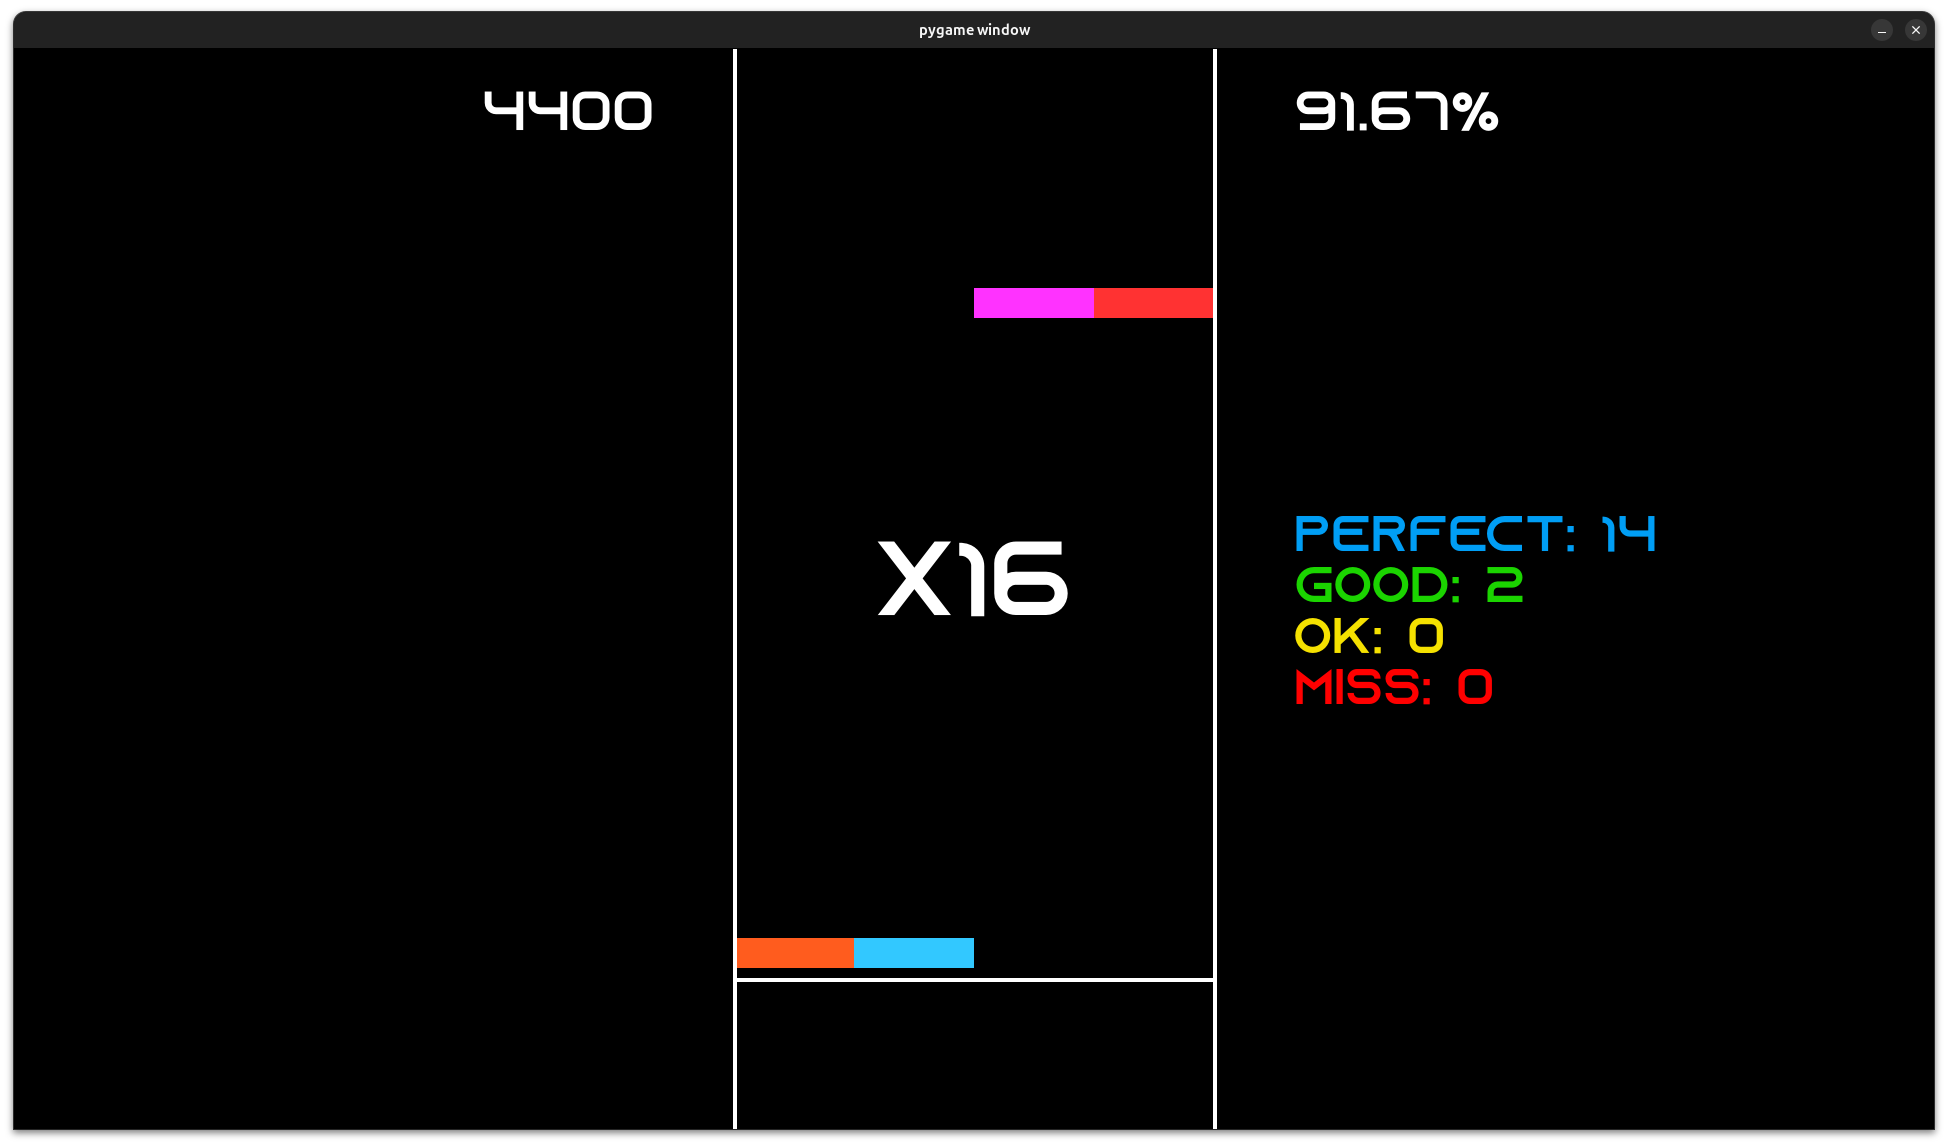 pygame window
4400
91.67%
X16
PERFECT: 14
GOOD: 2
OK: 0
MISS: 0